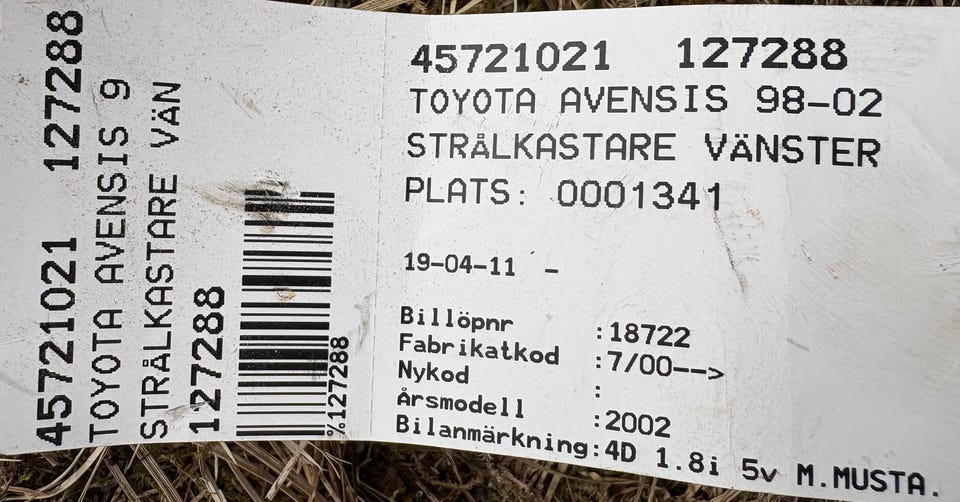 45721021 127288
TOYOTA AVENSIS 9
STRÅLKASTARE VÄN
127288
%127288
45721021 127288
TOYOTA AVENSIS 98-02
STRÅLKASTARE VÄNSTER
PLATS: 0001341
19-04-11 -
Billöpnr :18722
Fabrikatkod :7/00-->
Nykod :
Årsmodell :2002
Bilanmärkning:4D 1.8i 5v M.MUSTA.